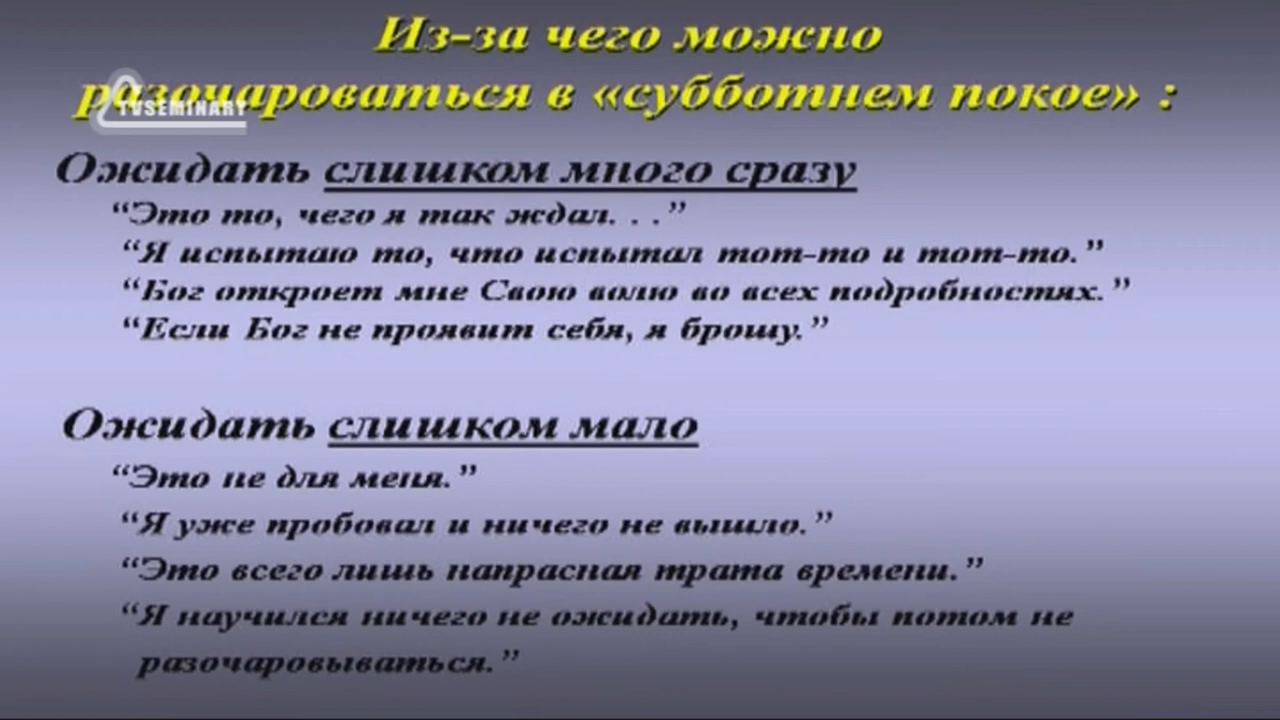 Из-за чего можно
разочароваться в «субботнем покое» :
TVSEMINARY
Ожидать слишком много сразу
“Это то, чего я так ждал. . .”
“Я испытаю то, что испытал тот-то и тот-то.”
“Бог откроет мне Свою волю во всех подробностях.”
“Если Бог не проявит себя, я брошу.”
Ожидать слишком мало
“Это не для меня.”
“Я уже пробовал и ничего не вышло.”
“Это всего лишь напрасная трата времени.”
“Я научился ничего не ожидать, чтобы потом не
разочаровываться.”